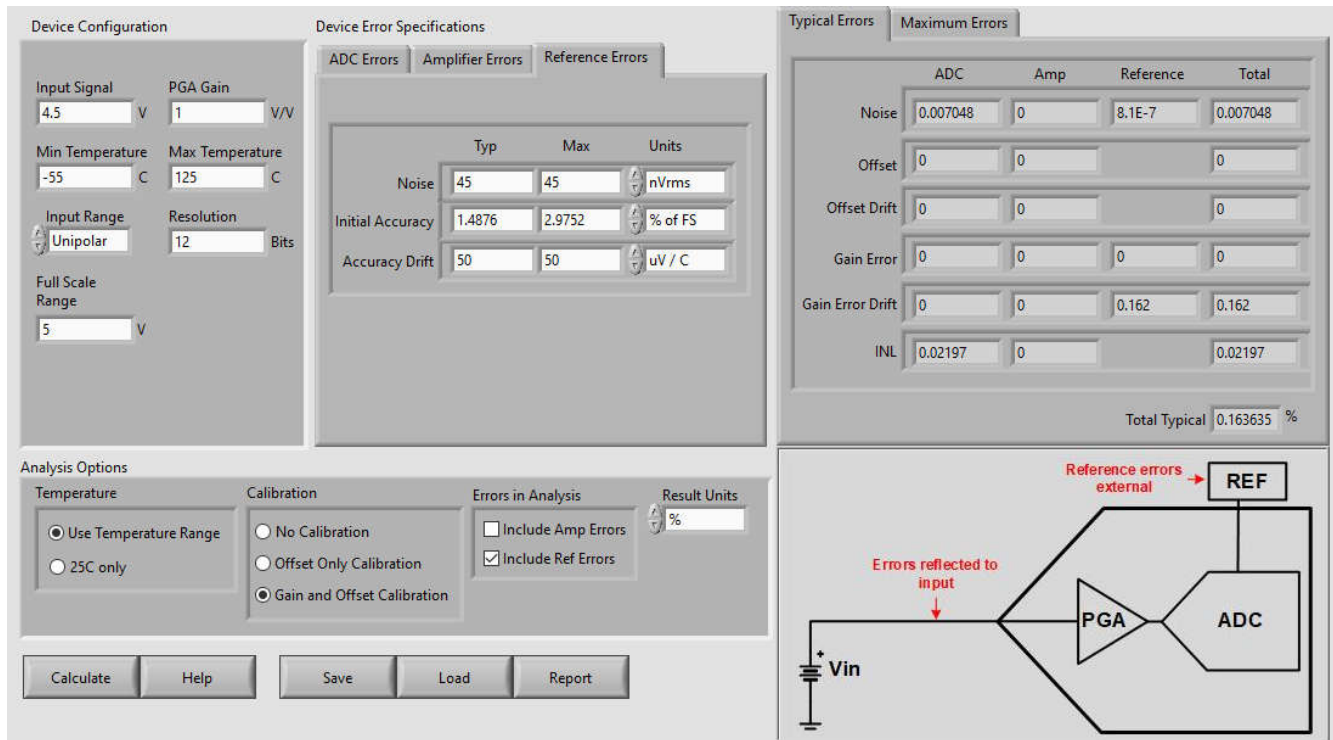 Device Configuration
Input Signal PGA Gain
4.5 V 1 V/V
Min Temperature Max Temperature
-55 C 125 C
Input Range Resolution
Unipolar 12 Bits
Full Scale
Range
5 V
Device Error Specifications
ADC Errors Amplifier Errors Reference Errors
Typ Max Units
Noise 45 45 nVrms
Initial Accuracy 1.4876 2.9752 % of FS
Accuracy Drift 50 50 uV / C
Typical Errors Maximum Errors
ADC Amp Reference Total
Noise 0.007048 0 8.1E-7 0.007048
Offset 0 0 0
Offset Drift 0 0 0
Gain Error 0 0 0 0
Gain Error Drift 0 0 0.162 0.162
INL 0.02197 0 0.02197
Total Typical 0.163635 %
Analysis Options
Temperature
Use Temperature Range
25C only
Calibration
No Calibration
Offset Only Calibration
Gain and Offset Calibration
Errors in Analysis
Include Amp Errors
Include Ref Errors
Result Units
%
Calculate Help Save Load Report
Reference errors
external
REF
Errors reflected to
input
PGA ADC
+
Vin